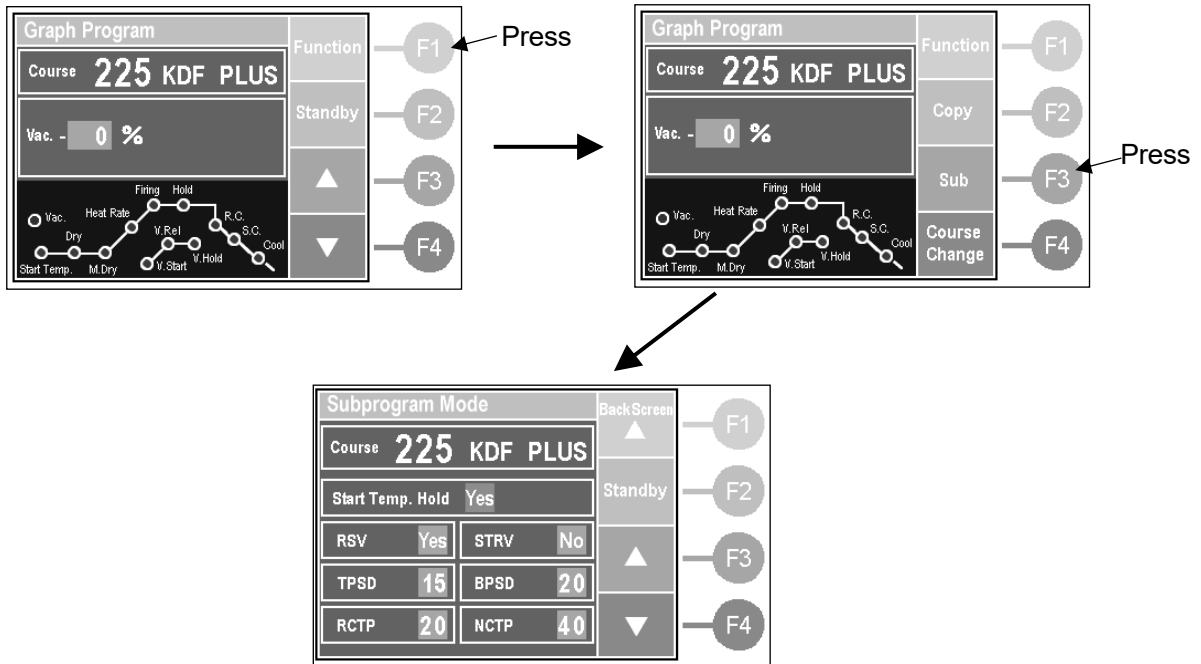 Graph Program
Function
F1
Press
Course 225 KDF PLUS
Standby
F2
Vac. - 0 %
F3
Firing Hold
Vac. Heat Rate R.C.
Dry V.Rel S.C.
Cool
Start Temp. M.Dry V.Start V.Hold
F4
Graph Program
Function
F1
Course 225 KDF PLUS
Copy
F2
Vac. - 0 %
Sub
F3
Press
Firing Hold
Vac. Heat Rate R.C.
Dry V.Rel S.C.
Cool
Start Temp. M.Dry V.Start V.Hold
Course
Change
F4
Subprogram Mode
Back Screen
F1
Course 225 KDF PLUS
Start Temp. Hold Yes
Standby
F2
RSV Yes STRV No
F3
TPSD 15 BPSD 20
RCTP 20 NCTP 40
F4